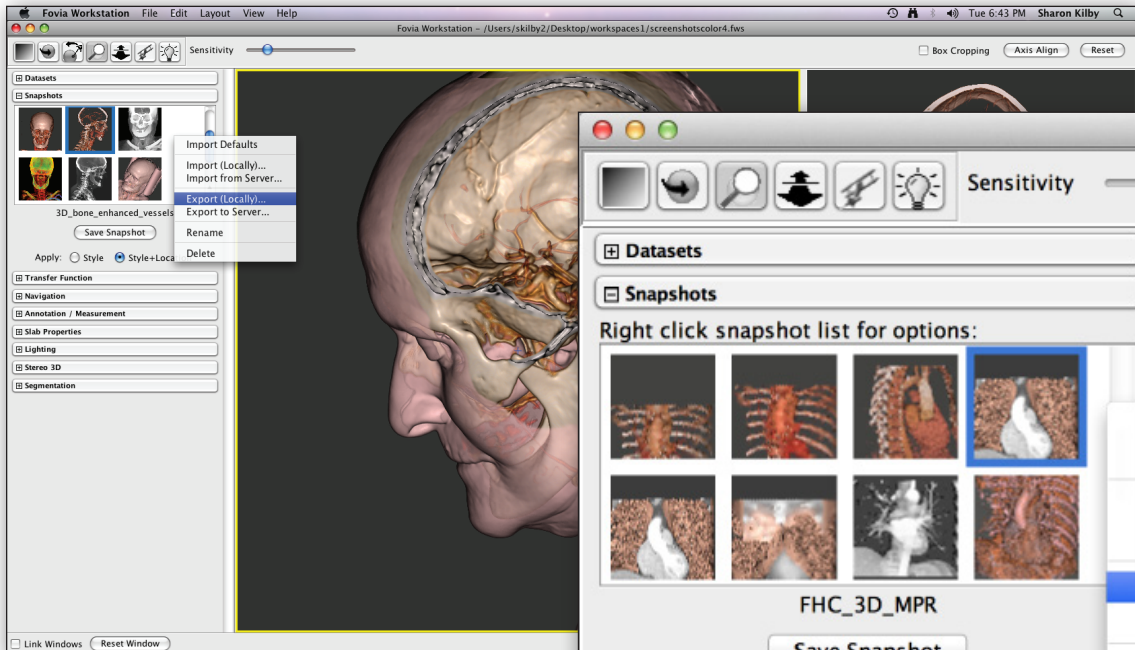 Fovia Workstation File Edit Layout View Help Tue 6:43 PM Sharon Kilby
Fovia Workstation – /Users/skilby2/Desktop/workspaces1/screenshotscolor4.fws
Sensitivity Box Cropping Axis Align Reset
Datasets
Snapshots
Import Defaults
Import (Locally)...
Import from Server...
Export (Locally)...
Export to Server...
Rename
Delete
3D_bone_enhanced_vessels
Save Snapshot
Apply: Style Style+Loca
Transfer Function
Navigation
Annotation / Measurement
Slab Properties
Lighting
Stereo 3D
Segmentation
Link Windows Reset Window
Sensitivity
Datasets
Snapshots
Right click snapshot list for options:
FHC_3D_MPR
Save Snapshot